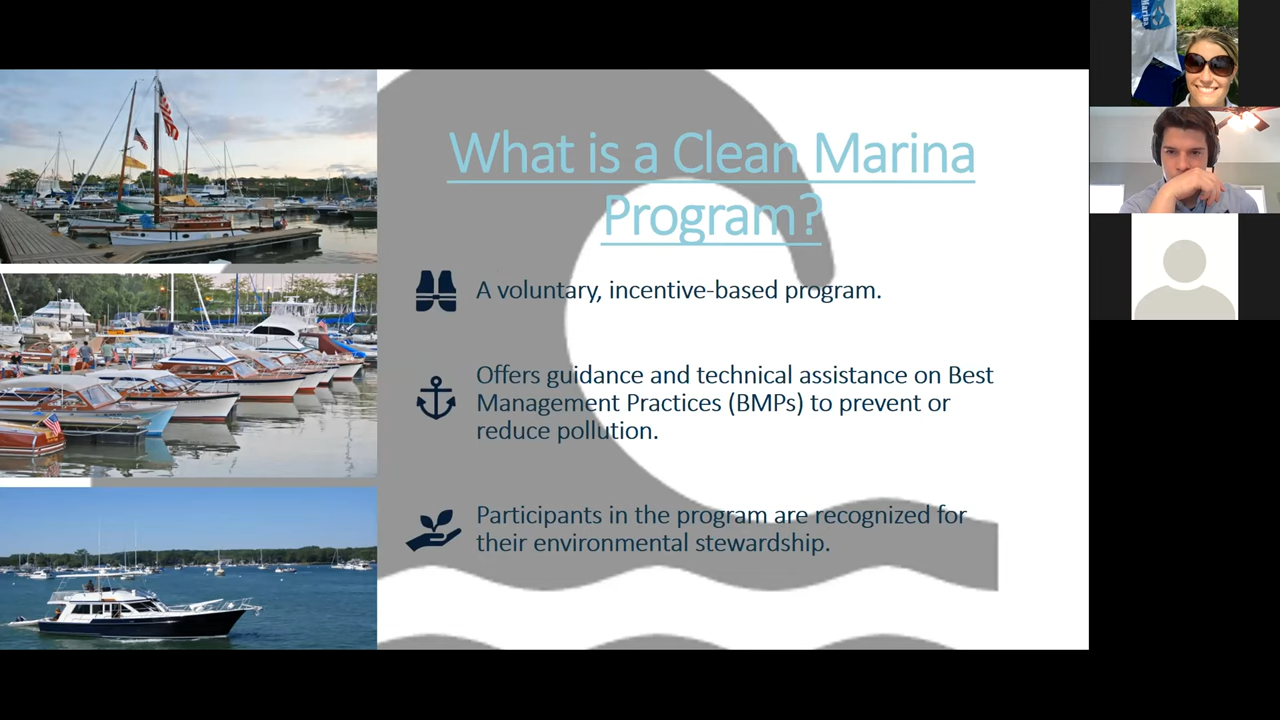 What is a Clean Marina
Program?
A voluntary, incentive-based program.
Offers guidance and technical assistance on Best
Management Practices (BMPs) to prevent or
reduce pollution.
Participants in the program are recognized for
their environmental stewardship.
Marina